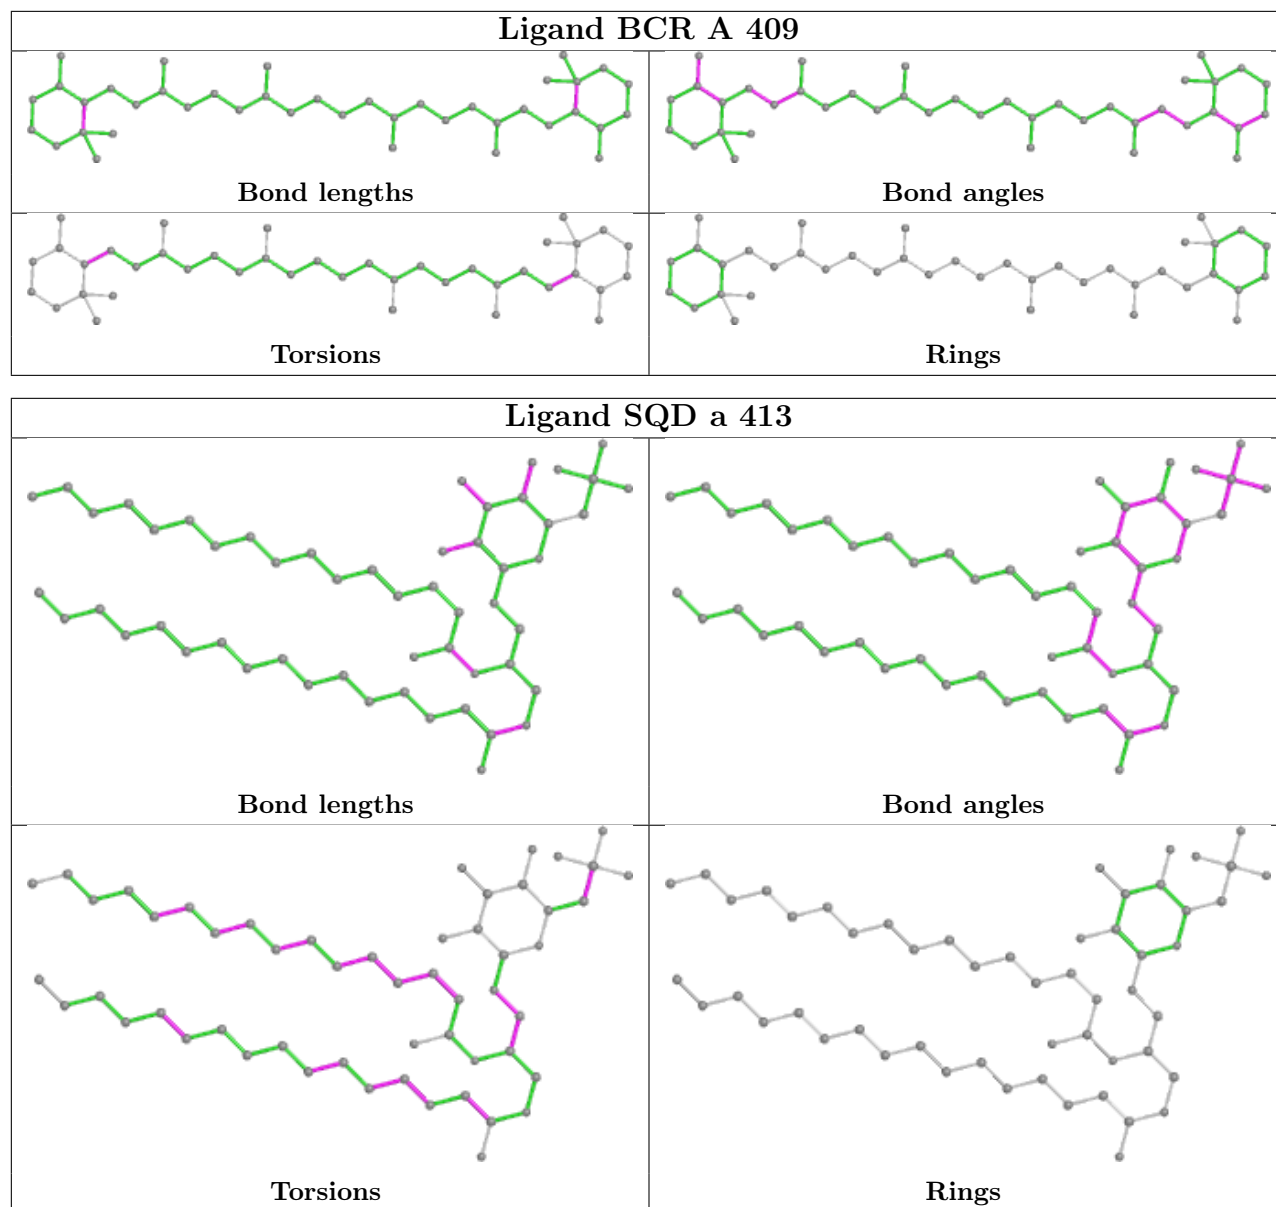 Ligand BCR A 409
Bond lengths
Bond angles
Torsions
Rings
Ligand SQD a 413
Bond lengths
Bond angles
Torsions
Rings